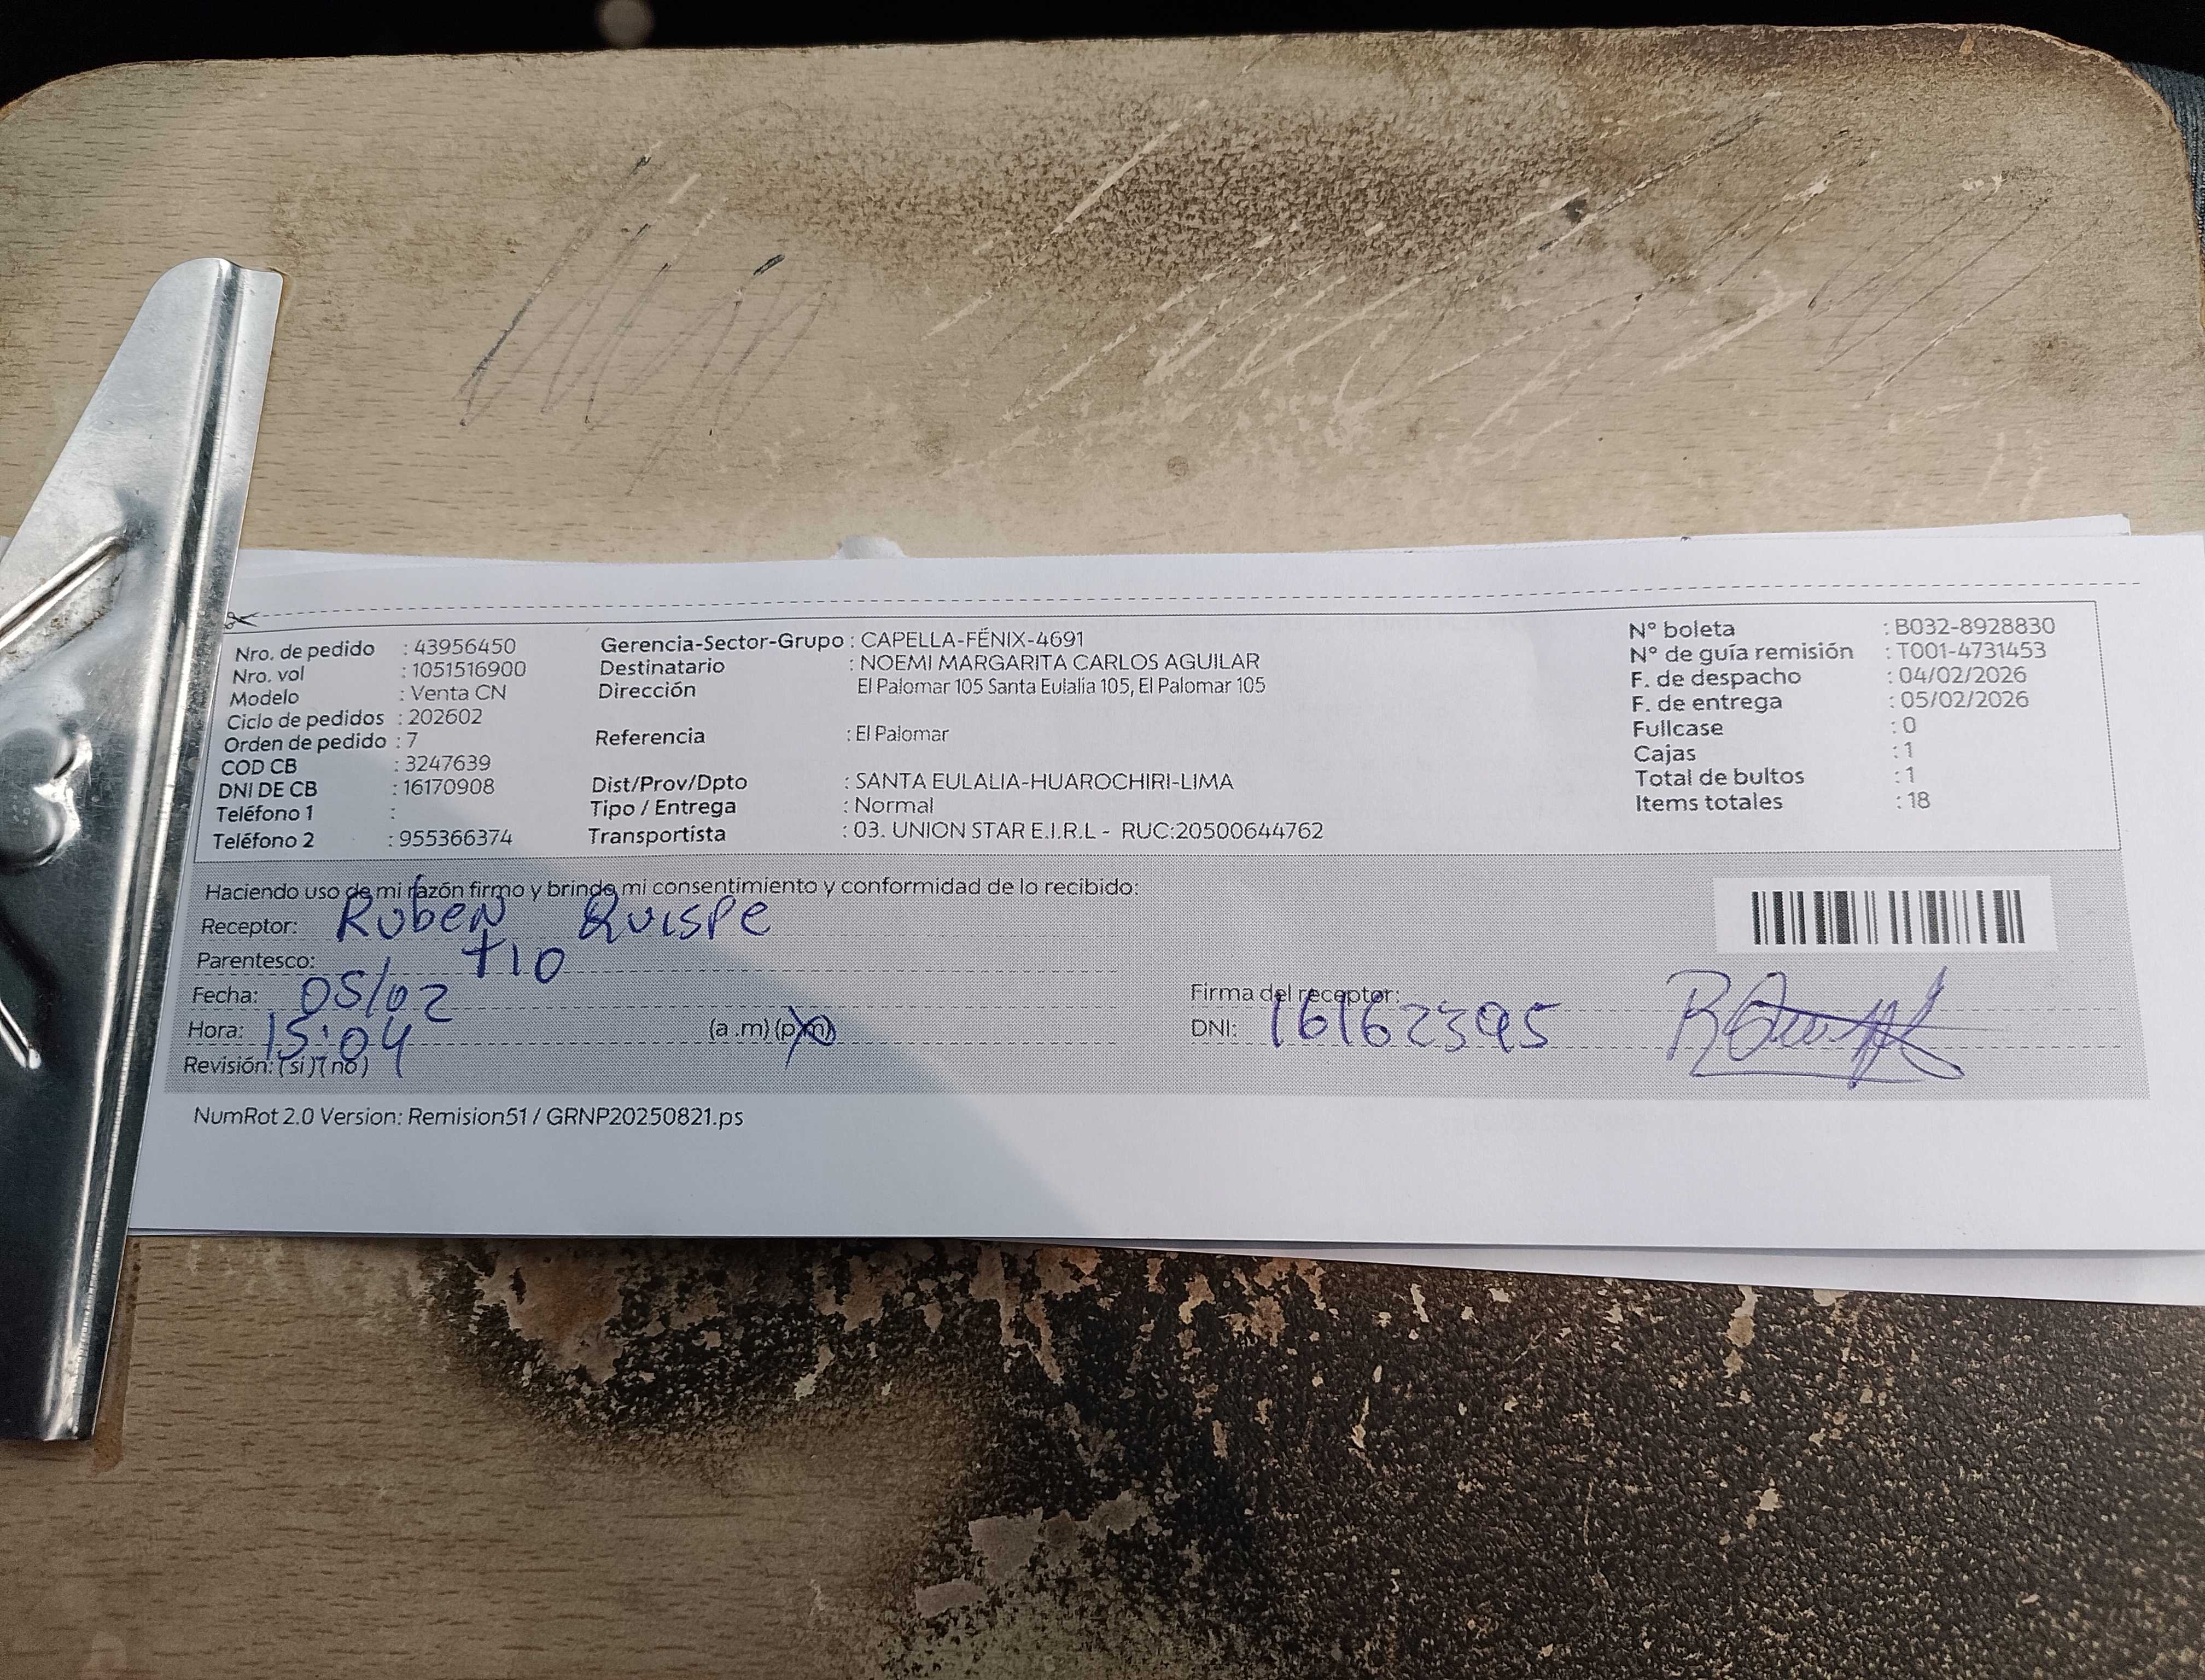 Nro. de pedido : 43956450
Nro. vol : 1051516900
Modelo : Venta CN
Ciclo de pedidos : 202602
Orden de pedido : 7
COD CB : 3247639
DNI DE CB : 16170908
Teléfono 1 :
Teléfono 2 : 955366374
Gerencia-Sector-Grupo : CAPELLA-FÉNIX-4691
Destinatario : NOEMI MARGARITA CARLOS AGUILAR
Dirección El Palomar 105 Santa Eulalia 105, El Palomar 105
Referencia : El Palomar
Dist/Prov/Dpto : SANTA EULALIA-HUAROCHIRI-LIMA
Tipo / Entrega : Normal
Transportista : 03. UNION STAR E.I.R.L - RUC:20500644762
N° boleta : B032-8928830
N° de guía remisión : T001-4731453
F. de despacho : 04/02/2026
F. de entrega : 05/02/2026
Fullcase : 0
Cajas : 1
Total de bultos : 1
Items totales : 18
Haciendo uso de mi razón firmo y brindo mi consentimiento y conformidad de lo recibido:
Receptor: Ruben Quispe
Parentesco: tio
Fecha: 05/02
Hora: 15:04 (a.m) (p.m)
Revisión: (si) (no)
Firma del receptor:
DNI: 16162395
NumRot 2.0 Version: Remision51 / GRNP20250821.ps